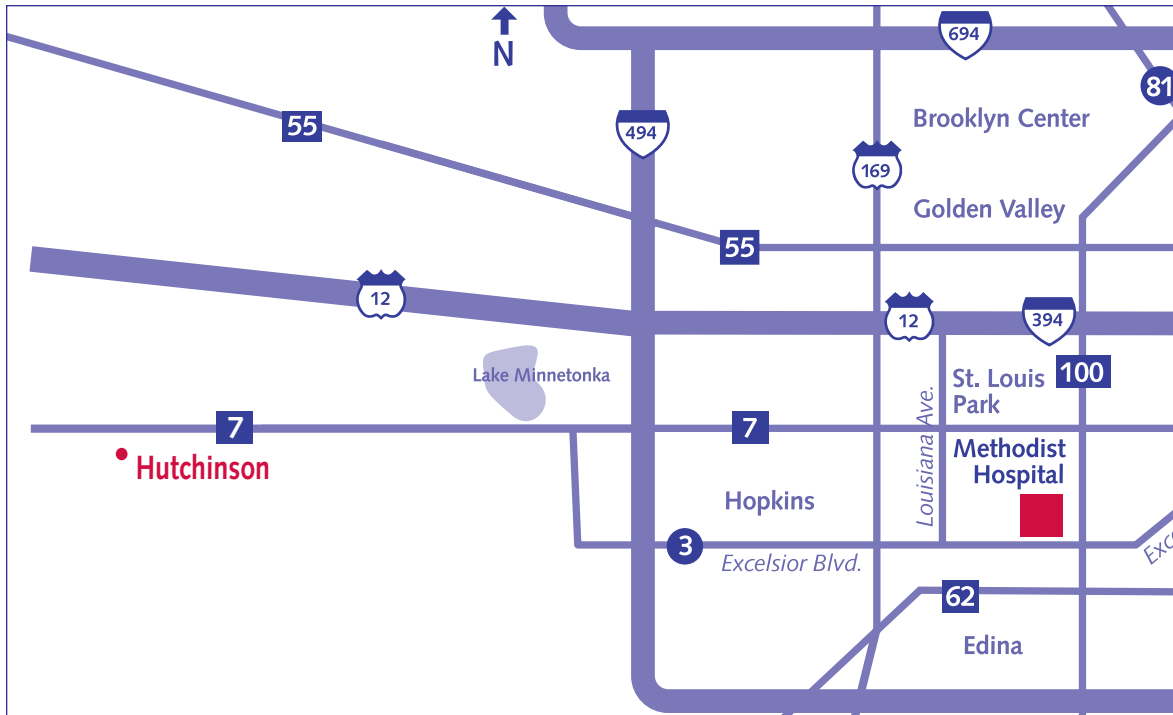 N
694
81
Brooklyn Center
55
494
169
Golden Valley
55
12
12
394
Lake Minnetonka
St. Louis
Park
100
Louisiana Ave.
7
7
Hutchinson
Methodist
Hospital
Hopkins
3
Excelsior Blvd.
Exce
62
Edina